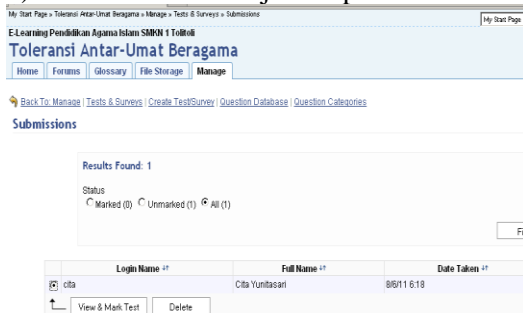 My Start Page » Toleransi Antar-Umat Beragama » Manage » Tests & Surveys » Submissions
My Start Page
E-Learning Pendidikan Agama Islam SMKN 1 Tolitoli
Toleransi Antar-Umat Beragama
Home Forums Glossary File Storage Manage
Back To: Manage | Tests & Surveys | Create Test/Survey | Question Database | Question Categories
Submissions
Results Found: 1
Status
Marked (0) Unmarked (1) All (1)
Login Name Full Name Date Taken
cita Cita Yunitasari 8/6/11 6:18
View & Mark Test Delete